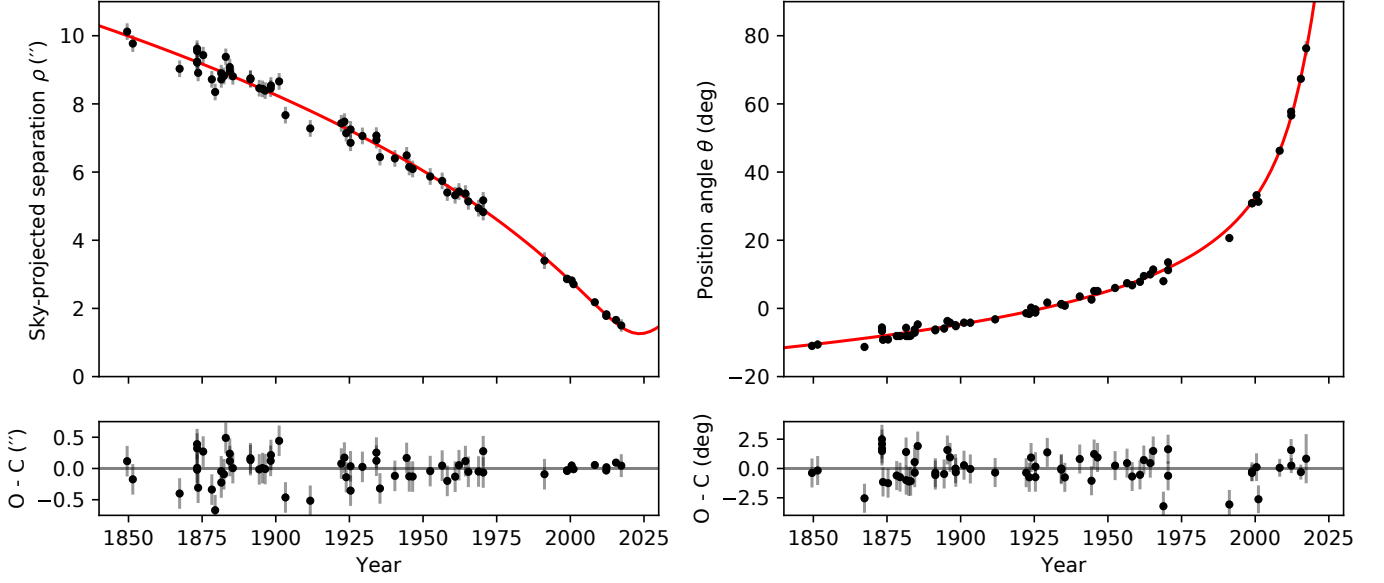 Sky-projected separation ρ (′′)
10
8
6
4
2
0
Position angle θ (deg)
80
60
40
20
0
−20
O - C (′′)
0.5
0.0
−0.5
1850 1875 1900 1925 1950 1975 2000 2025
Year
O - C (deg)
2.5
0.0
−2.5
1850 1875 1900 1925 1950 1975 2000 2025
Year